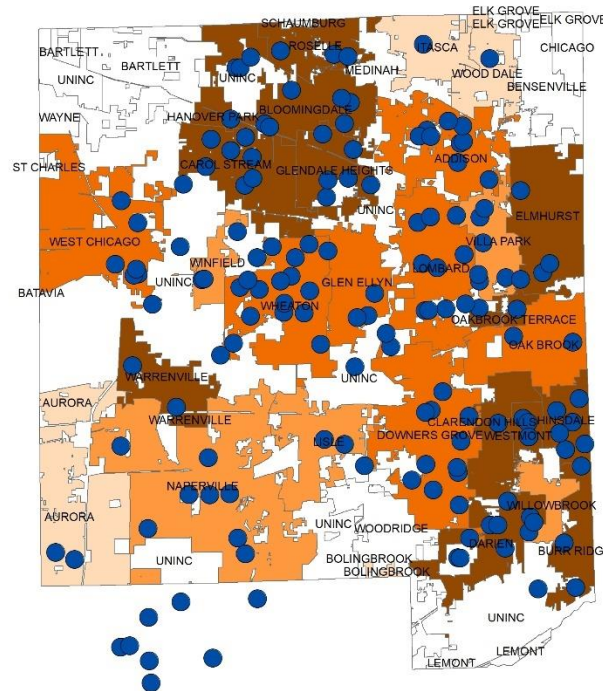 ELK GROVE
SCHAUMBURG
ELK GROVE
ELK GROVE
ROSELLE
ITASCA
BARTLETT
CHICAGO
BARTLETT
MEDINAH
UNINC
UNINC
WOOD DALE
BENSENVILLE
BLOOMINGDALE
WAYNE
HANOVER PARK
ADDISON
ST CHARLES
CAROL STREAM
GLENDALE HEIGHTS
UNINC
ELMHURST
WEST CHICAGO
VILLA PARK
WINFIELD
LOMBARD
UNINC
GLEN ELLYN
BATAVIA
WHEATON
OAKBROOK TERRACE
OAK BROOK
UNINC
WARRENVILLE
AURORA
WARRENVILLE
CLARENDON HILLS
HINSDALE
LISLE
DOWNERS GROVE
WESTMONT
NAPERVILLE
WILLOWBROOK
AURORA
UNINC
WOODRIDGE
DARIEN
BURR RIDG
UNINC
BOLINGBROOK
BOLINGBROOK
UNINC
LEMONT
LEMONT